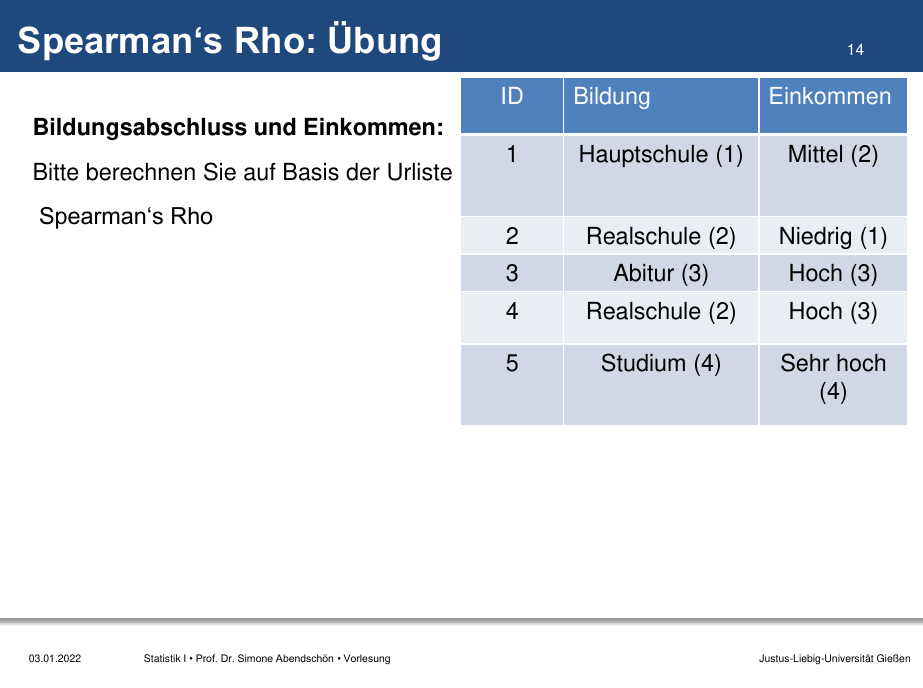 Spearman‘s Rho: Übung
14
Bildungsabschluss und Einkommen:
Bitte berechnen Sie auf Basis der Urliste
Spearman‘s Rho
ID Bildung Einkommen
1 Hauptschule (1) Mittel (2)
2 Realschule (2) Niedrig (1)
3 Abitur (3) Hoch (3)
4 Realschule (2) Hoch (3)
5 Studium (4) Sehr hoch
(4)
03.01.2022 Statistik I • Prof. Dr. Simone Abendschön • Vorlesung Justus-Liebig-Universität Gießen